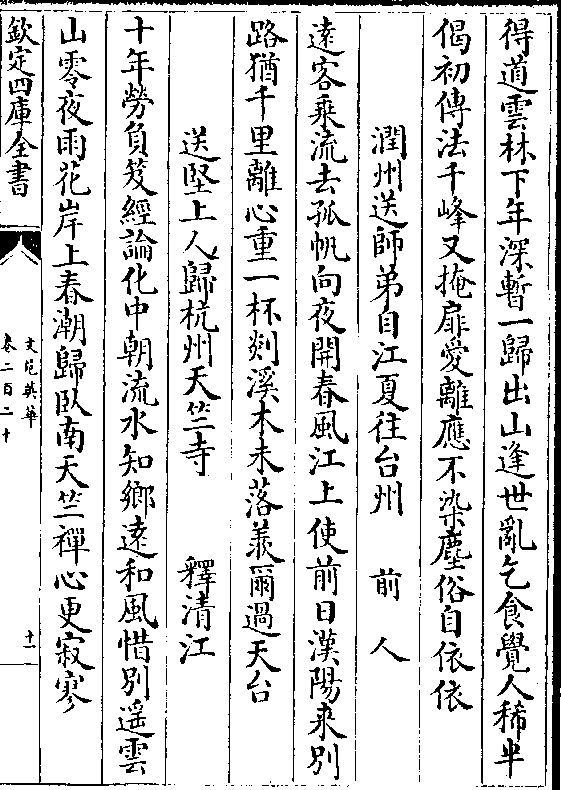 得道雲林下年深暫一歸出山逢世亂乞食覺人稀半
偈初傳法千峰又掩扉愛離應不染塵俗自依依
潤州送師弟自江夏往台州　前人
逺客乘流去孤帆向夜開春風江上使前日漢陽来別
路猶千里離心重一杯剡溪木未落羡爾過天台
送堅上人歸杭州天竺寺　釋清江
十年勞負笈經論化中朝流水知鄉逺和風惜別遥雲
山零夜雨花岸上春潮歸臥南天竺禪心更寂寥
欽定四庫全書
文苑英華
卷二百二十
十一